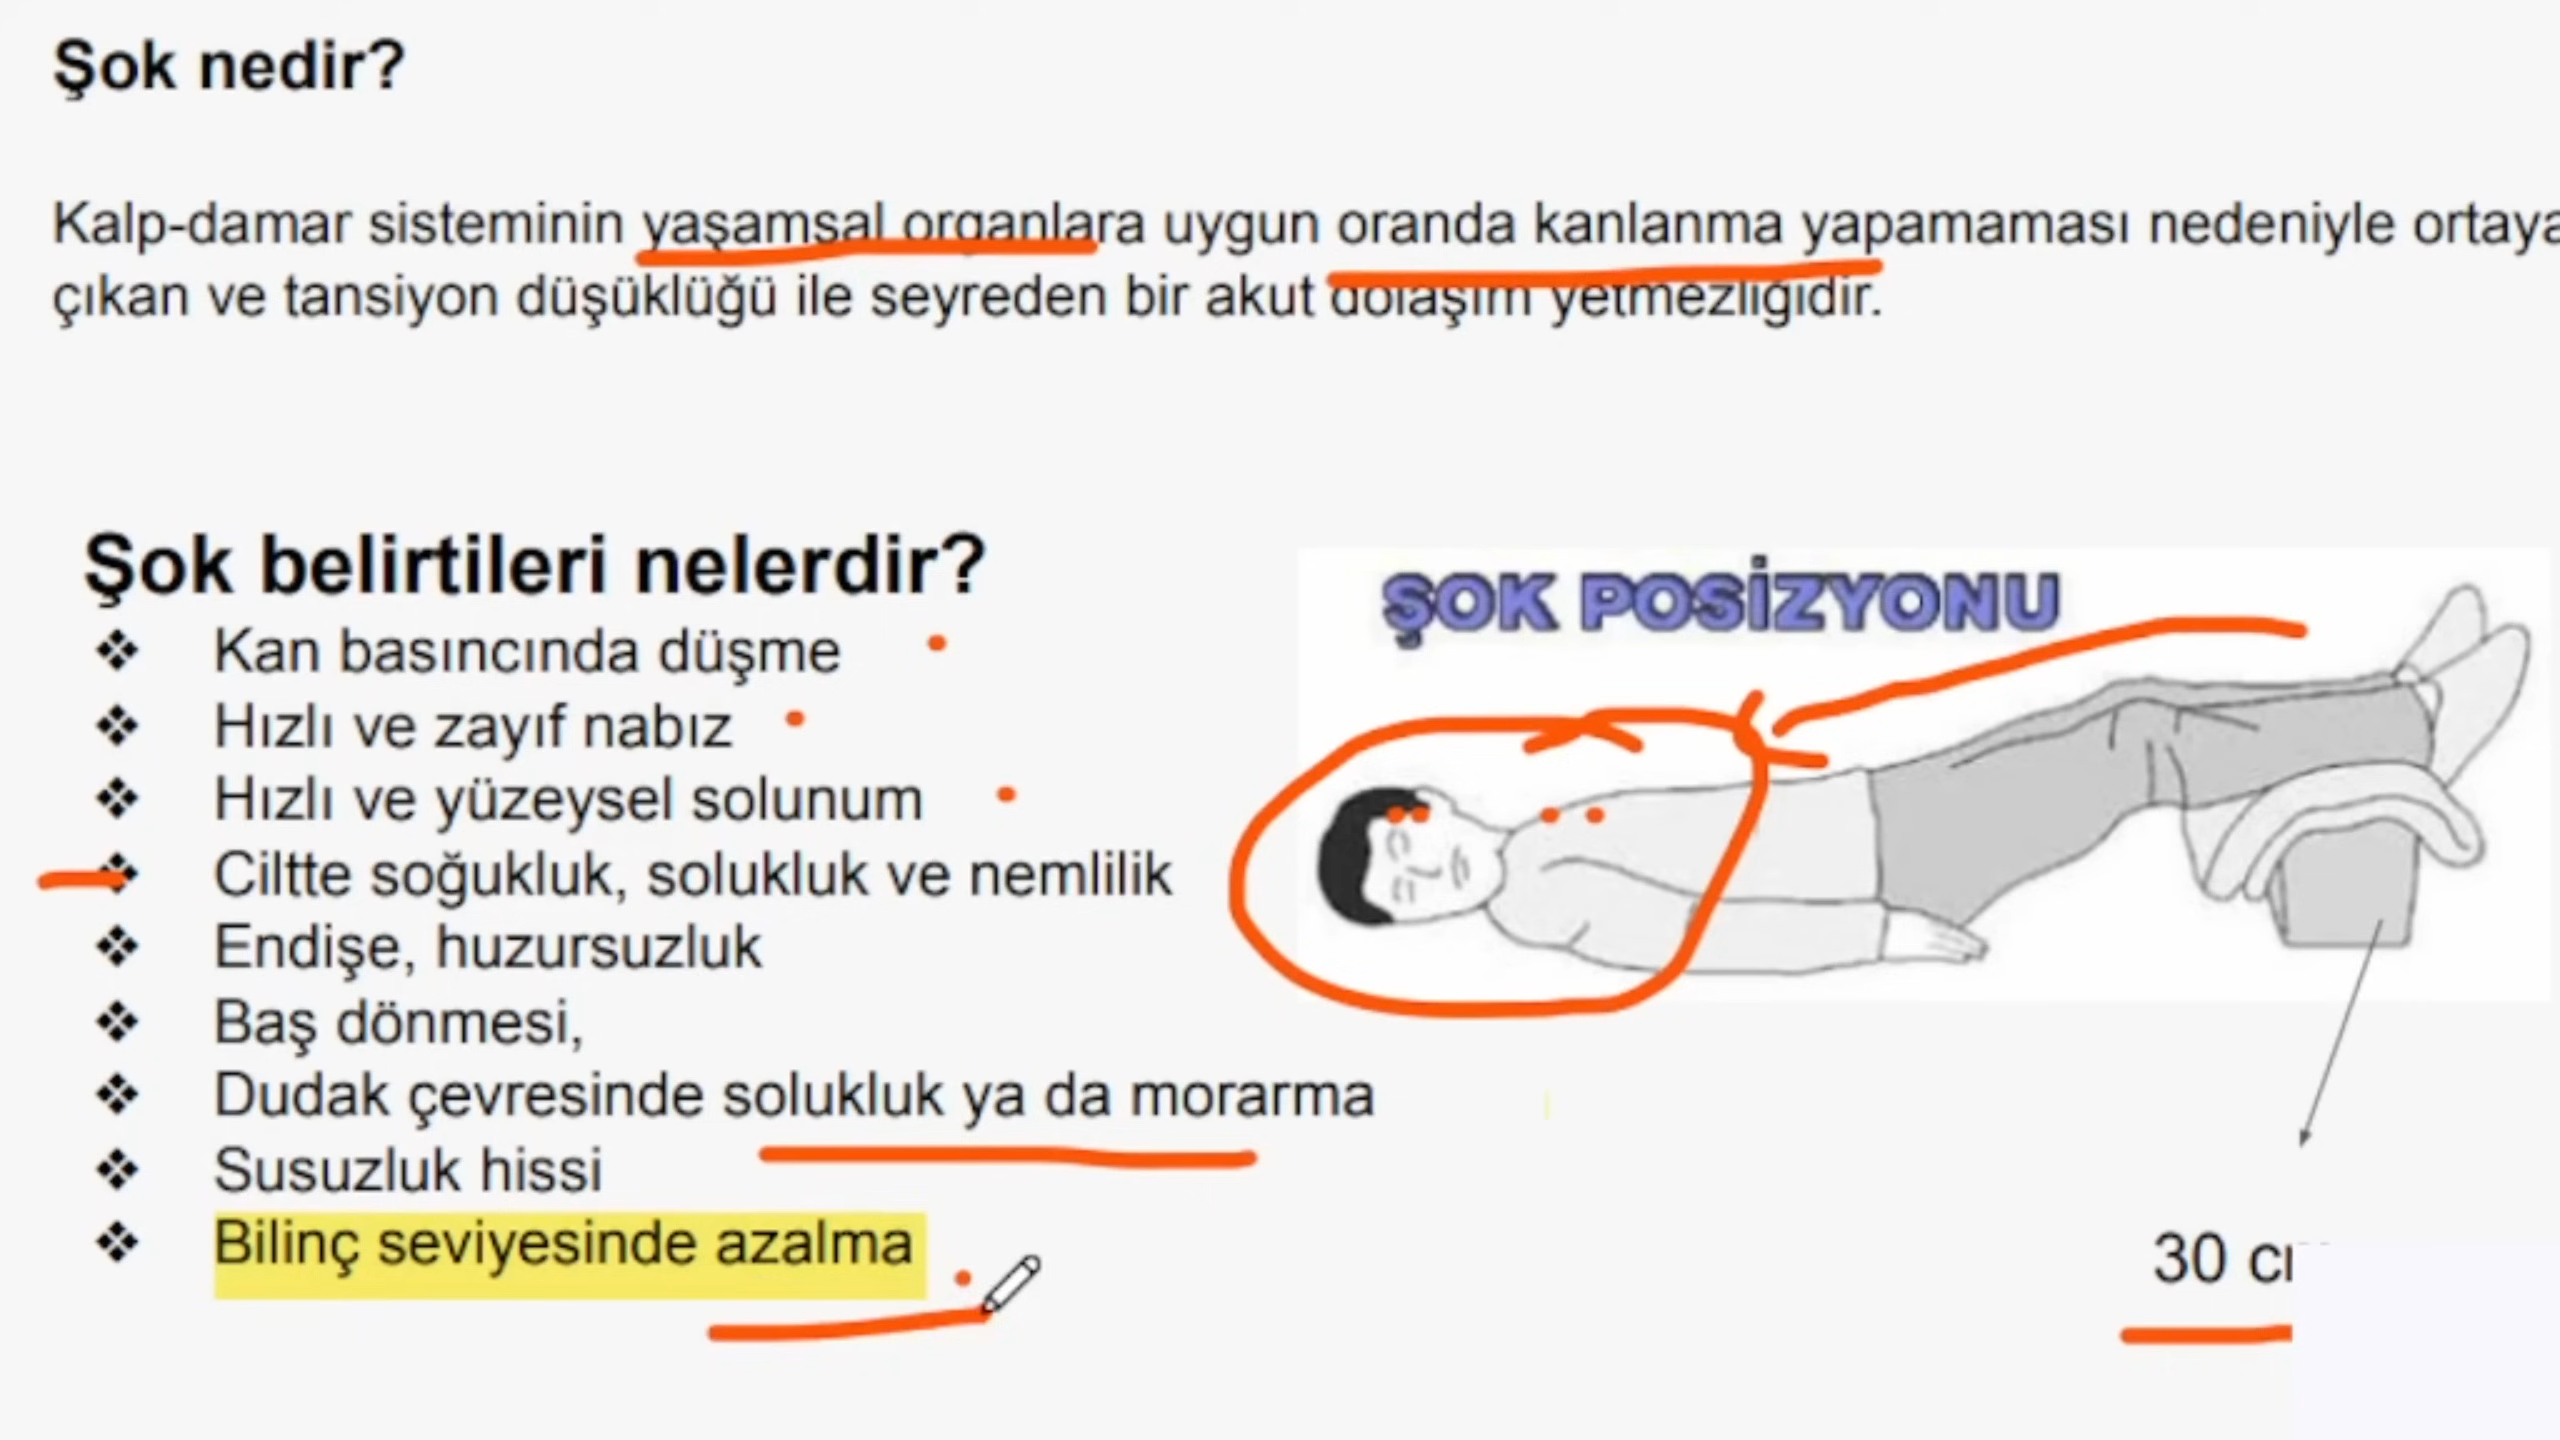 Şok nedir?
Kalp-damar sisteminin yaşamsal organlara uygun oranda kanlanma yapamaması nedeniyle ortaya
çıkan ve tansiyon düşüklüğü ile seyreden bir akut dolaşım yetmezliğidir.
Şok belirtileri nelerdir?
ŞOK POSİZYONU
❖ Kan basıncında düşme
❖ Hızlı ve zayıf nabız
❖ Hızlı ve yüzeysel solunum
❖ Ciltte soğukluk, solukluk ve nemlilik
❖ Endişe, huzursuzluk
❖ Baş dönmesi,
❖ Dudak çevresinde solukluk ya da morarma
❖ Susuzluk hissi
❖ Bilinç seviyesinde azalma
30